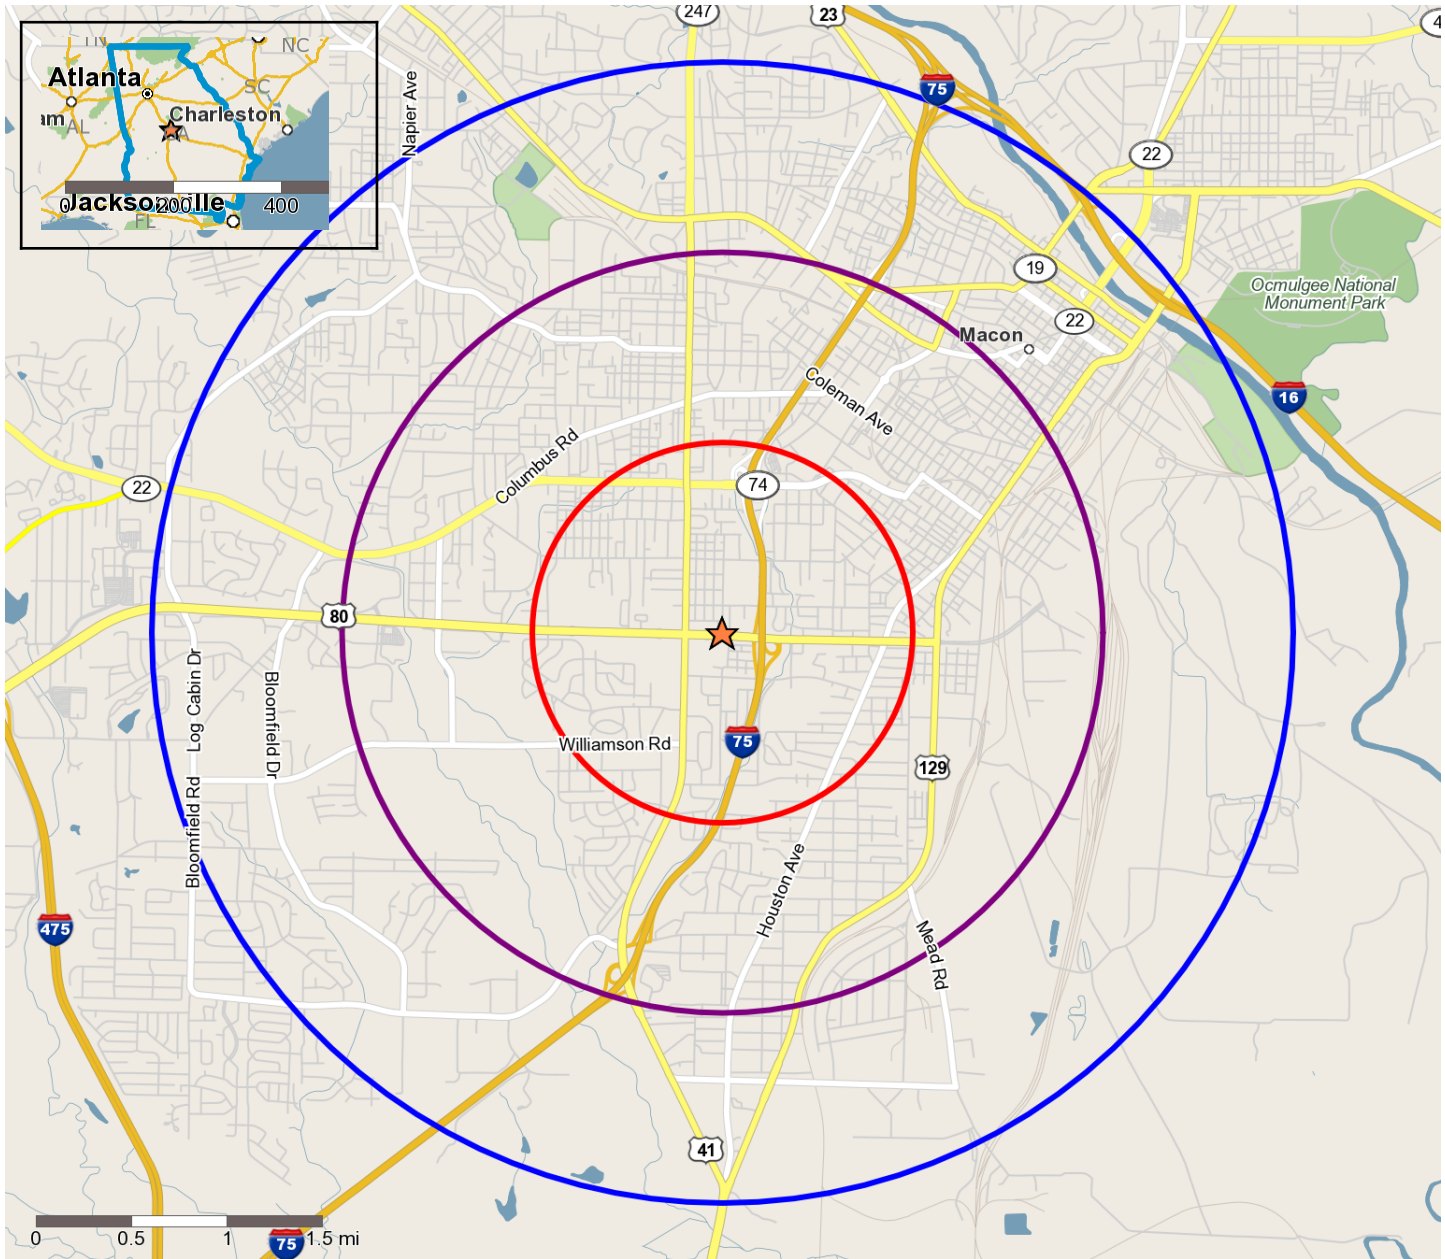 247
23
4
TN
NC
Atlanta
SC
75
Napier Ave
am
AL
Charleston
GA
22
0
200
400
Jacksonville
FL
19
Ocmulgee National
Monument Park
22
Macon
Coleman Ave
16
Columbus Rd
22
74
80
Log Cabin Dr
Bloomfield Dr
Williamson Rd
75
129
Bloomfield Rd
Houston Ave
475
Mead Rd
41
0
0.5
1
1.5 mi
75